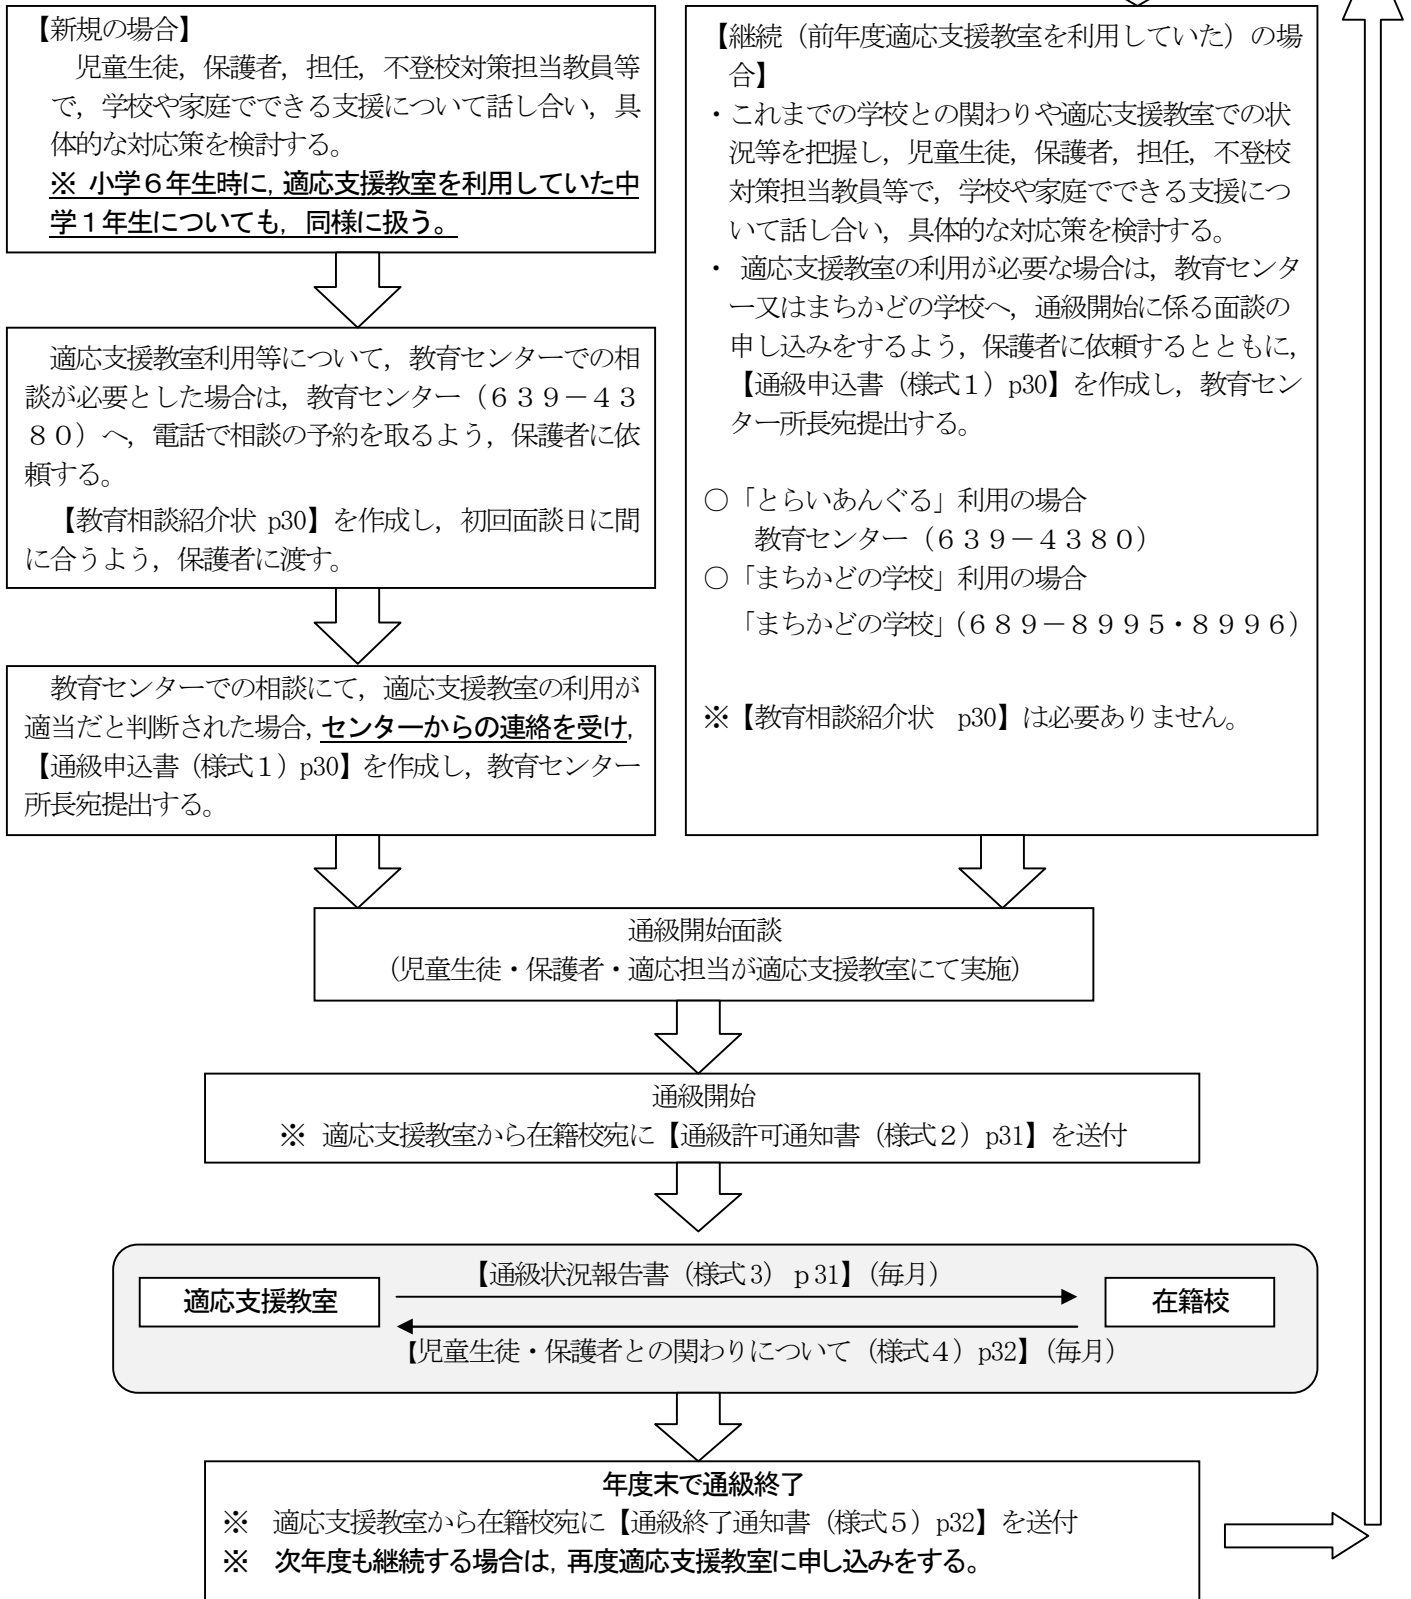 【新規の場合】
児童生徒，保護者，担任，不登校対策担当教員等
で，学校や家庭でできる支援について話し合い，具
体的な対応策を検討する。
※ 小学６年生時に，適応支援教室を利用していた中
学１年生についても，同様に扱う。
適応支援教室利用等について，教育センターでの相
談が必要とした場合は，教育センター（６３９－４３
８０）へ，電話で相談の予約を取るよう，保護者に依
頼する。
【教育相談紹介状 p30】を作成し，初回面談日に間
に合うよう，保護者に渡す。
教育センターでの相談にて，適応支援教室の利用が
適当だと判断された場合，センターからの連絡を受け，
【通級申込書（様式１）p30】を作成し，教育センター
所長宛提出する。
【継続（前年度適応支援教室を利用していた）の場
合】
・これまでの学校との関わりや適応支援教室での状
況等を把握し，児童生徒，保護者，担任，不登校
対策担当教員等で，学校や家庭でできる支援につ
いて話し合い，具体的な対応策を検討する。
・ 適応支援教室の利用が必要な場合は，教育センタ
ー又はまちかどの学校へ，通級開始に係る面談の
申し込みをするよう，保護者に依頼するとともに，
【通級申込書（様式１）p30】を作成し，教育セン
ター所長宛提出する。
○「とらいあんぐる」利用の場合
教育センター（６３９－４３８０）
○「まちかどの学校」利用の場合
「まちかどの学校」（６８９－８９９５・８９９６）
※【教育相談紹介状　p30】は必要ありません。
通級開始面談
（児童生徒・保護者・適応担当が適応支援教室にて実施）
通級開始
※ 適応支援教室から在籍校宛に【通級許可通知書（様式２）p31】を送付
【通級状況報告書（様式３） ｐ31】（毎月）
適応支援教室
在籍校
【児童生徒・保護者との関わりについて（様式４）p32】（毎月）
年度末で通級終了
※　適応支援教室から在籍校宛に【通級終了通知書（様式５）p32】を送付
※　次年度も継続する場合は，再度適応支援教室に申し込みをする。